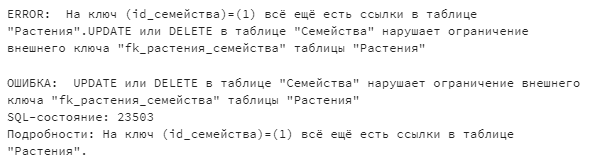 ERROR:  На ключ (id_семейства)=(1) всё ещё есть ссылки в таблице
"Растения".UPDATE или DELETE в таблице "Семейства" нарушает ограничение
внешнего ключа "fk_растения_семейства" таблицы "Растения"
ОШИБКА:  UPDATE или DELETE в таблице "Семейства" нарушает ограничение внешнего
ключа "fk_растения_семейства" таблицы "Растения"
SQL-состояние: 23503
Подробности: На ключ (id_семейства)=(1) всё ещё есть ссылки в таблице
"Растения".